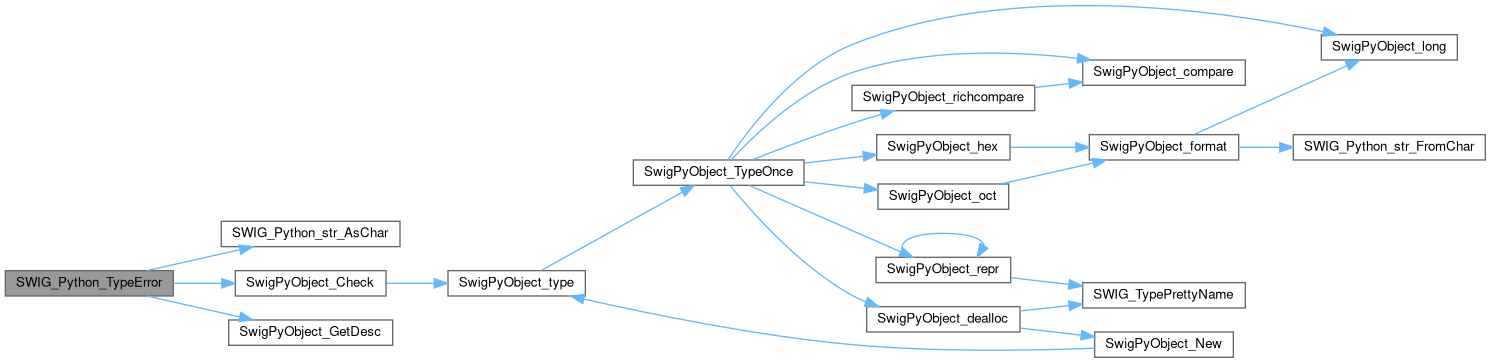 SWIG_Python_TypeError
SWIG_Python_str_AsChar
SwigPyObject_Check
SwigPyObject_GetDesc
SwigPyObject_type
SwigPyObject_TypeOnce
SwigPyObject_richcompare
SwigPyObject_hex
SwigPyObject_oct
SwigPyObject_repr
SwigPyObject_dealloc
SwigPyObject_compare
SwigPyObject_format
SWIG_TypePrettyName
SwigPyObject_New
SwigPyObject_long
SWIG_Python_str_FromChar